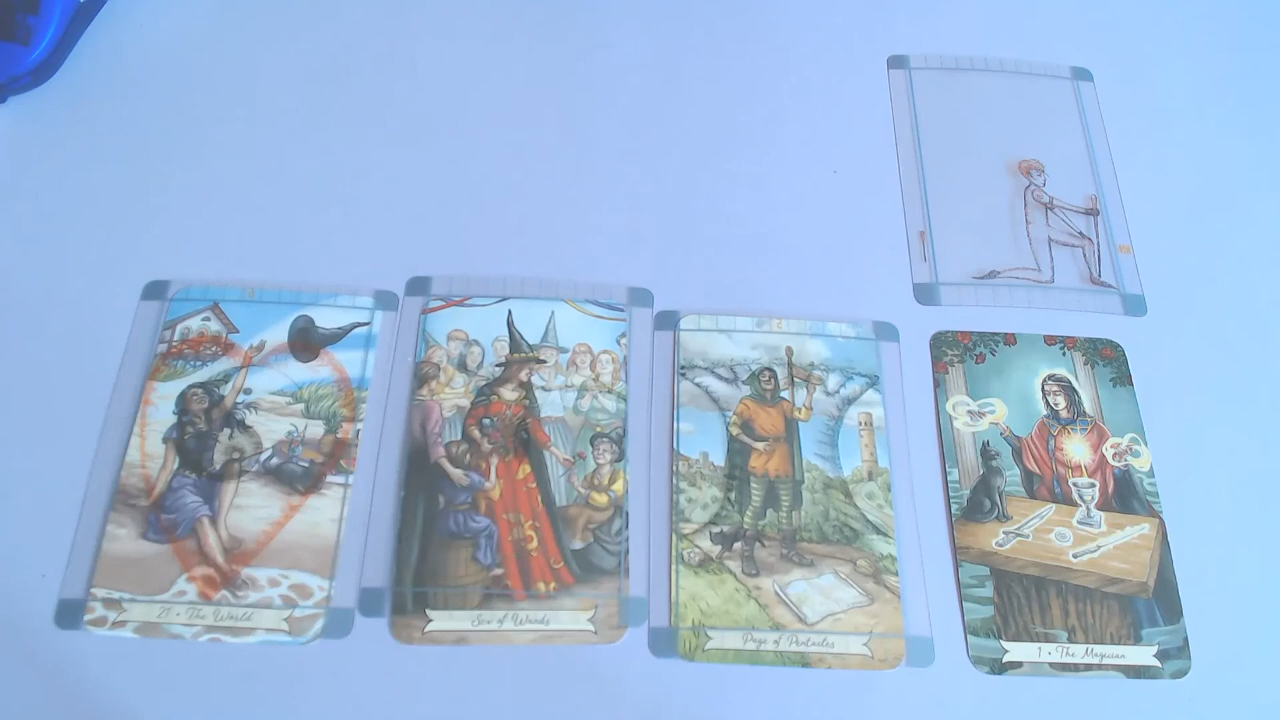 21 • The World
Six of Wands
Page of Pentacles
1 • The Magician